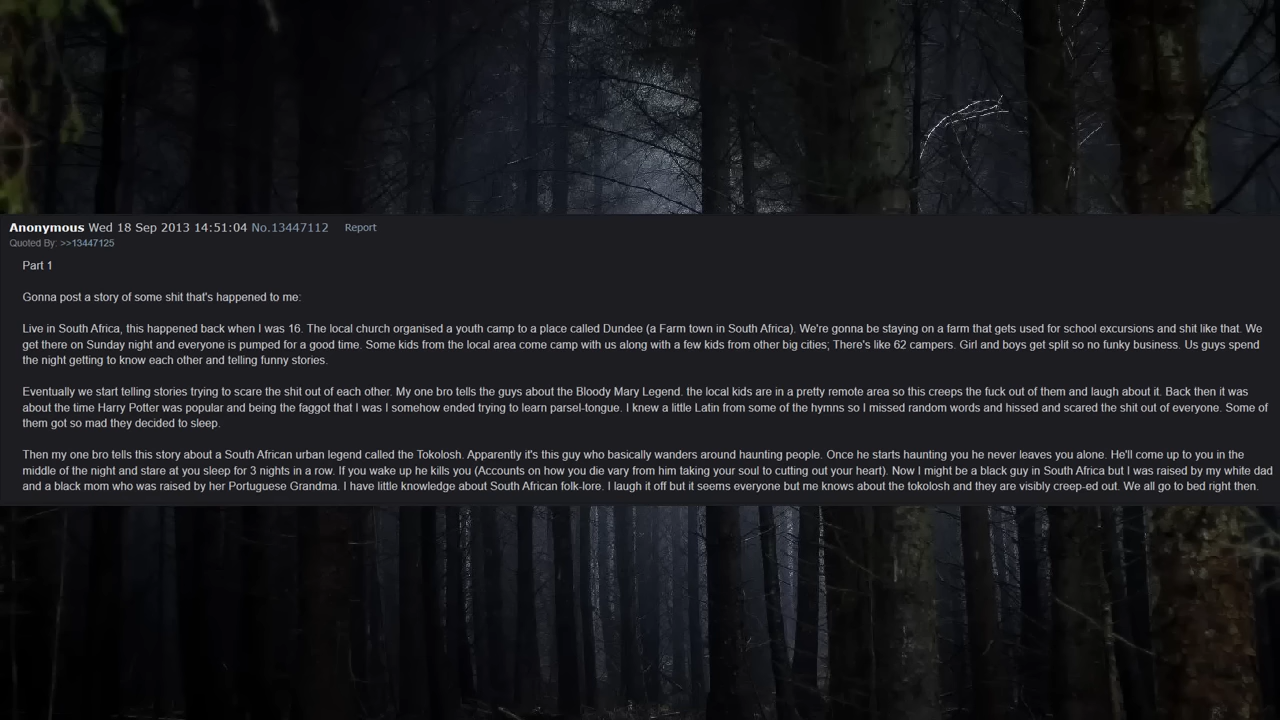 Anonymous Wed 18 Sep 2013 14:51:04 No.13447112 Report
Quoted By: >>13447125
Part 1
Gonna post a story of some shit that's happened to me:
Live in South Africa, this happened back when I was 16. The local church organised a youth camp to a place called Dundee (a Farm town in South Africa). We're gonna be staying on a farm that gets used for school excursions and shit like that. We
get there on Sunday night and everyone is pumped for a good time. Some kids from the local area come camp with us along with a few kids from other big cities; There's like 62 campers. Girl and boys get split so no funky business. Us guys spend
the night getting to know each other and telling funny stories.
Eventually we start telling stories trying to scare the shit out of each other. My one bro tells the guys about the Bloody Mary Legend. the local kids are in a pretty remote area so this creeps the fuck out of them and laugh about it. Back then it was
about the time Harry Potter was popular and being the faggot that I was I somehow ended trying to learn parsel-tongue. I knew a little Latin from some of the hymns so I missed random words and hissed and scared the shit out of everyone. Some of
them got so mad they decided to sleep.
Then my one bro tells this story about a South African urban legend called the Tokolosh. Apparently it's this guy who basically wanders around haunting people. Once he starts haunting you he never leaves you alone. He'll come up to you in the
middle of the night and stare at you sleep for 3 nights in a row. If you wake up he kills you (Accounts on how you die vary from him taking your soul to cutting out your heart). Now I might be a black guy in South Africa but I was raised by my white dad
and a black mom who was raised by her Portuguese Grandma. I have little knowledge about South African folk-lore. I laugh it off but it seems everyone but me knows about the tokolosh and they are visibly creep-ed out. We all go to bed right then.